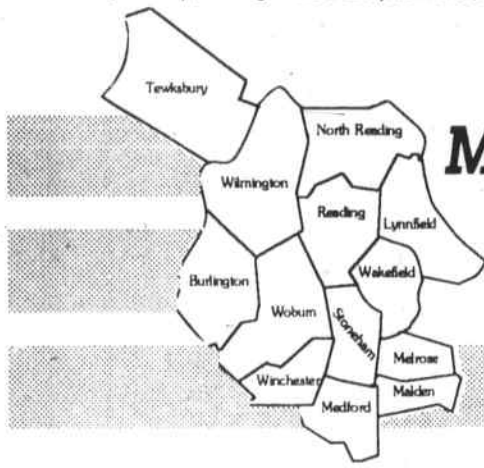 Tewksbury
North Reading
M
Wilmington
Reading
Lynnfield
Wakefield
Burlington
Woburn
Stoneham
Melrose
Winchester
Malden
Medford